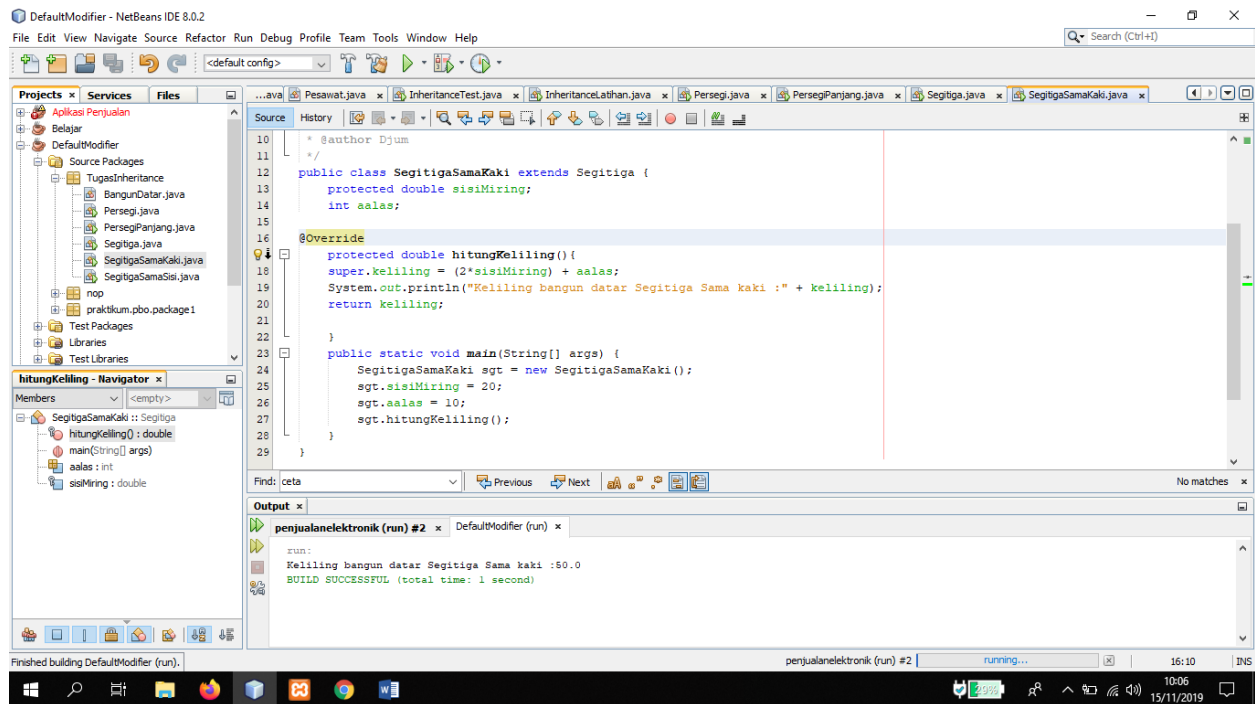 DefaultModifier - NetBeans IDE 8.0.2
File Edit View Navigate Source Refactor Run Debug Profile Team Tools Window Help
Search (Ctrl+I)
<default config>
Projects x Services Files
Aplikasi Penjualan
Belajar
DefaultModifier
Source Packages
TugasInheritance
BangunDatar.java
Persegi.java
PersegiPanjang.java
Segitiga.java
SegitigaSamaKaki.java
SegitigaSamaSisi.java
nop
praktikum.pbo.package1
Test Packages
Libraries
Test Libraries
hitungKeliling - Navigator x
Members <empty>
SegitigaSamaKaki :: Segitiga
hitungKeliling() : double
main(String[] args)
aalas : int
sisiMiring : double
...ava Pesawat.java x InheritanceTest.java x InheritanceLatihan.java x Persegi.java x PersegiPanjang.java x Segitiga.java x SegitigaSamaKaki.java x
Source History
10 * @author Djum
11 */
12 public class SegitigaSamaKaki extends Segitiga {
13 protected double sisiMiring;
14 int aalas;
15
16 @Override
protected double hitungKeliling(){
18 super.keliling = (2*sisiMiring) + aalas;
19 System.out.println("Keliling bangun datar Segitiga Sama kaki :" + keliling);
20 return keliling;
21
22 }
23 public static void main(String[] args) {
24 SegitigaSamaKaki sgt = new SegitigaSamaKaki();
25 sgt.sisiMiring = 20;
26 sgt.aalas = 10;
27 sgt.hitungKeliling();
28 }
29 }
Find: ceta Previous Next aA No matches x
Output x
penjualanelektronik (run) #2 x DefaultModifier (run) x
run:
Keliling bangun datar Segitiga Sama kaki :50.0
BUILD SUCCESSFUL (total time: 1 second)
Finished building DefaultModifier (run). penjualanelektronik (run) #2 running... 16:10 INS
29% 10:06
15/11/2019